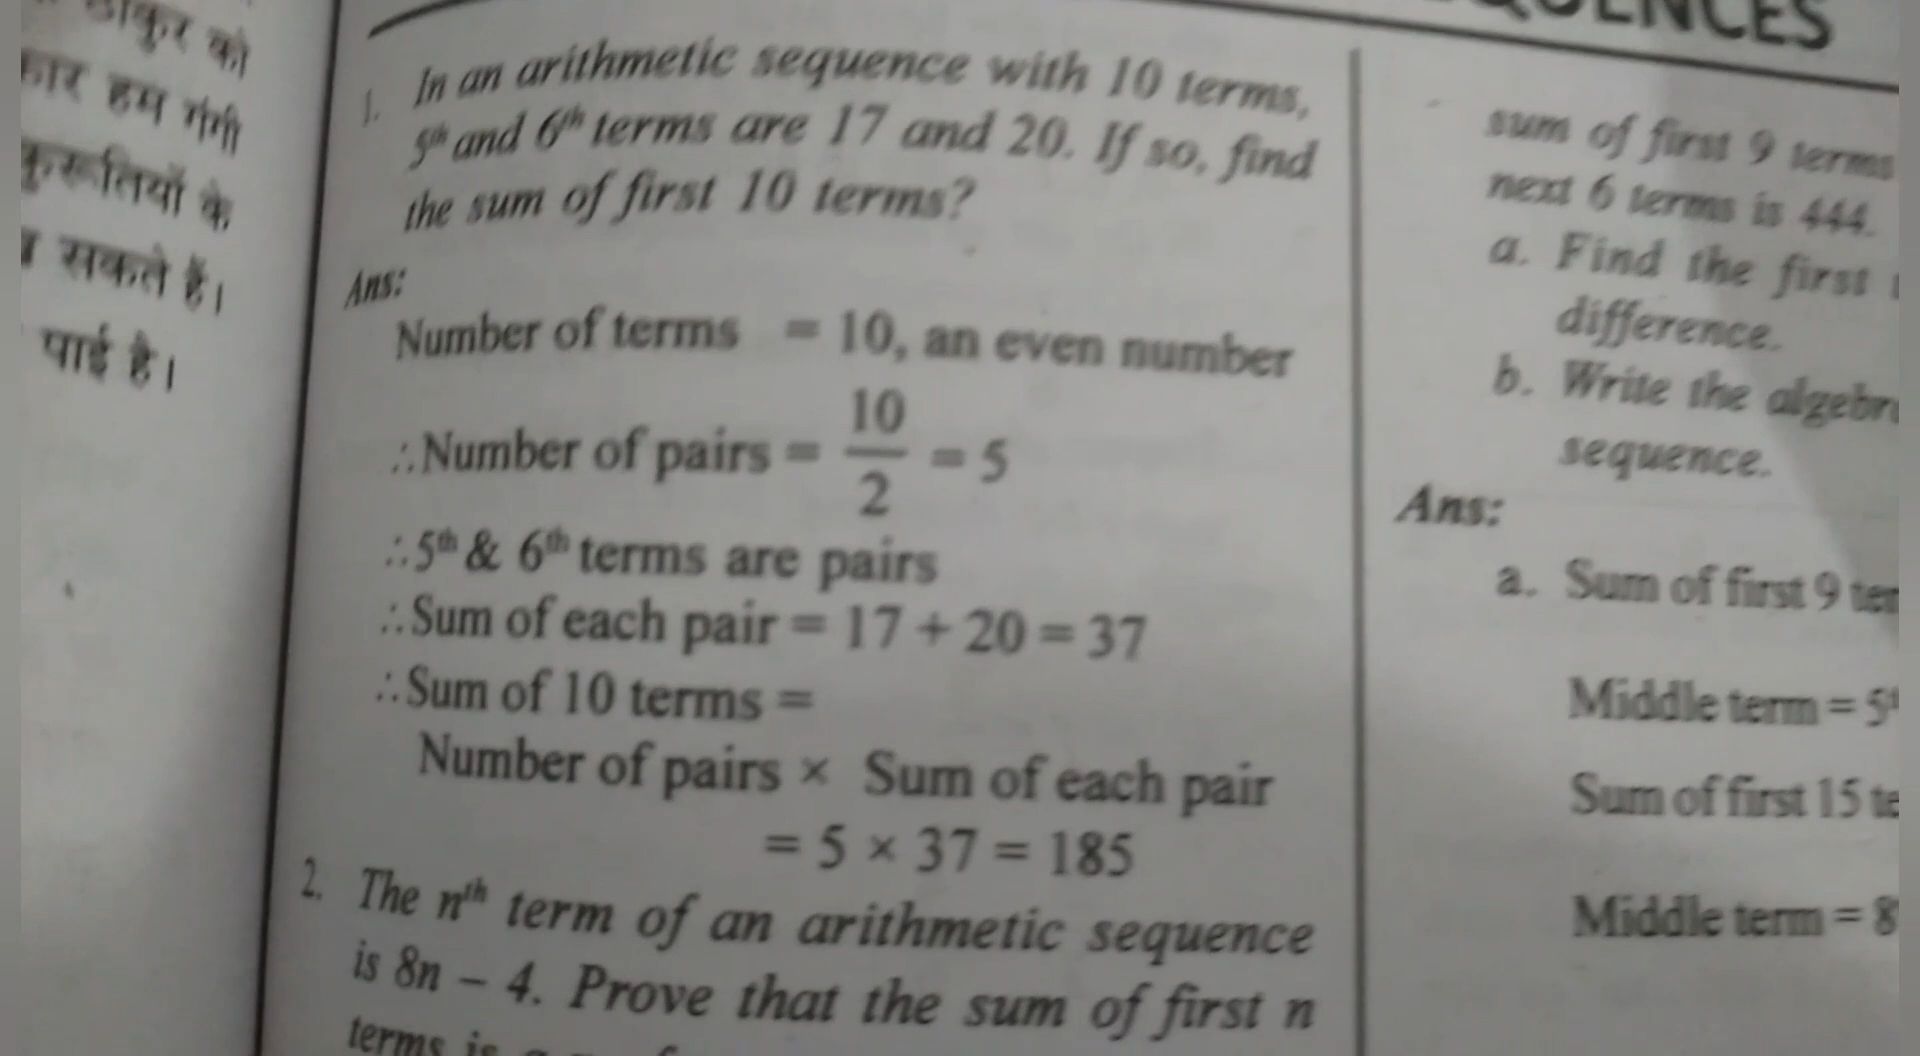 को
हम गंगी
कुरूतियों के
सकते हैं।
पाई है।
1. In an arithmetic sequence with 10 terms,
5th and 6th terms are 17 and 20. If so, find
the sum of first 10 terms?
Ans:
Number of terms = 10, an even number
∴ Number of pairs = 10/2 = 5
∴ 5th & 6th terms are pairs
∴ Sum of each pair = 17 + 20 = 37
∴ Sum of 10 terms =
Number of pairs × Sum of each pair
= 5 × 37 = 185
2. The nth term of an arithmetic sequence
is 8n – 4. Prove that the sum of first n
terms is
sum of first 9 terms
next 6 terms is 444.
a. Find the first
difference.
b. Write the
sequence.
Ans:
a. Sum of first 9
Middle term = 5
Sum of first 15
Middle term = 8